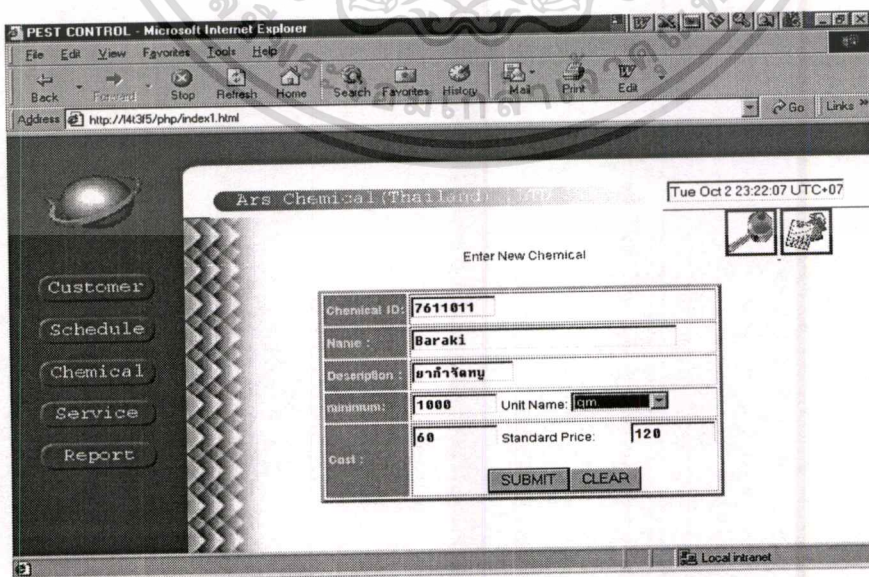 PEST CONTROL - Microsoft Internet Explorer
File Edit View Favorites Tools Help
Back Forward Stop Refresh Home Search Favorites History Mail Print Edit
Address http://l4t3f5/php/index1.html Go Links »
Ars Chemical (Thailand) LTD
Tue Oct 2 23:22:07 UTC+07
Enter New Chemical
Customer
Schedule
Chemical
Service
Report
Chemical ID: 7611011
Name : Baraki
Description : ยากำจัดหนู
minimum: 1000 Unit Name: gm.
Cost : 60 Standard Price: 120
SUBMIT CLEAR
Local intranet